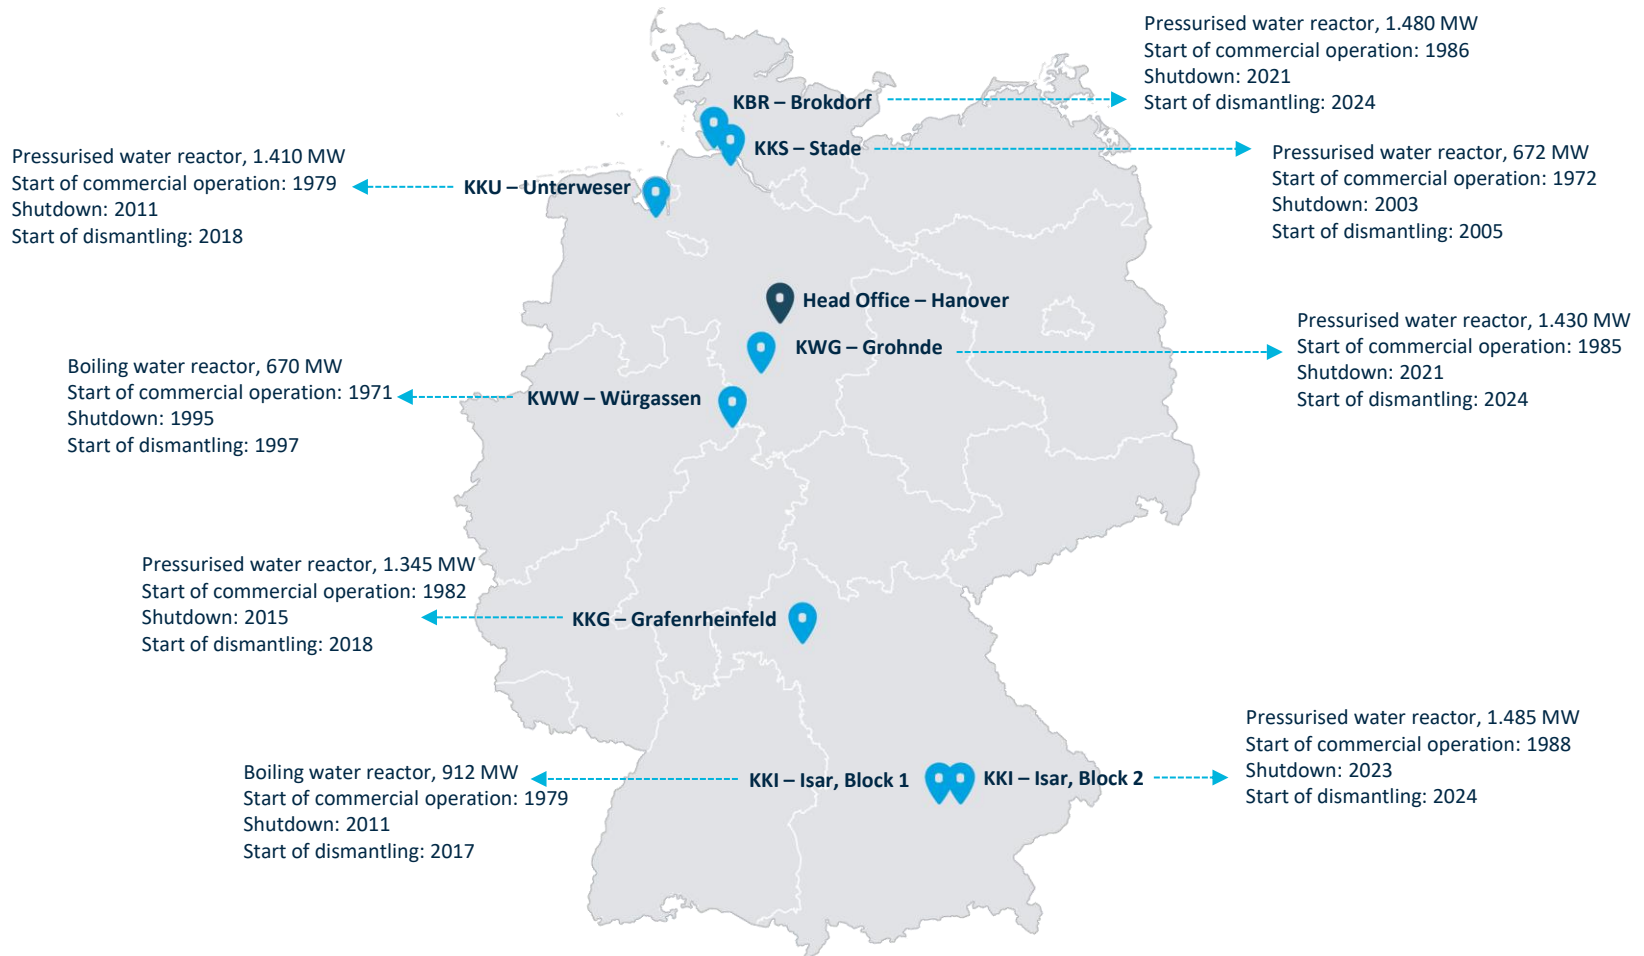 Pressurised water reactor, 1.480 MW
Start of commercial operation: 1986
Shutdown: 2021
Start of dismantling: 2024
KBR – Brokdorf
KKS – Stade
Pressurised water reactor, 672 MW
Start of commercial operation: 1972
Shutdown: 2003
Start of dismantling: 2005
Pressurised water reactor, 1.410 MW
Start of commercial operation: 1979
Shutdown: 2011
Start of dismantling: 2018
KKU – Unterweser
Head Office – Hanover
KWG – Grohnde
Pressurised water reactor, 1.430 MW
Start of commercial operation: 1985
Shutdown: 2021
Start of dismantling: 2024
Boiling water reactor, 670 MW
Start of commercial operation: 1971
Shutdown: 1995
Start of dismantling: 1997
KWW – Würgassen
Pressurised water reactor, 1.345 MW
Start of commercial operation: 1982
Shutdown: 2015
Start of dismantling: 2018
KKG – Grafenrheinfeld
Boiling water reactor, 912 MW
Start of commercial operation: 1979
Shutdown: 2011
Start of dismantling: 2017
KKI – Isar, Block 1
KKI – Isar, Block 2
Pressurised water reactor, 1.485 MW
Start of commercial operation: 1988
Shutdown: 2023
Start of dismantling: 2024